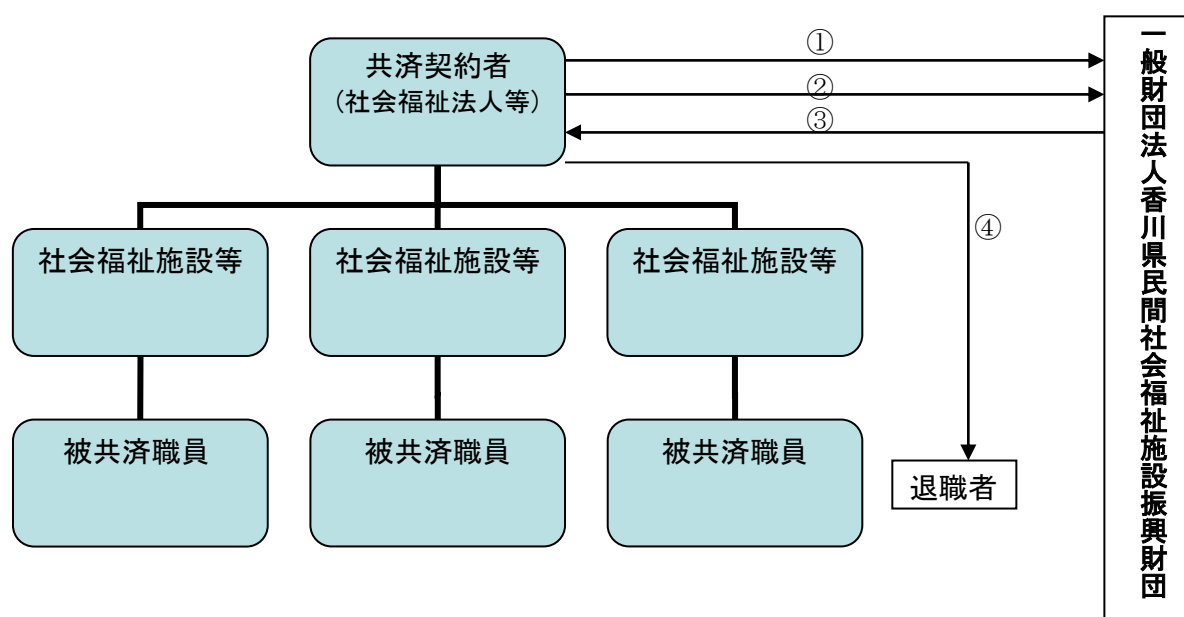 共済契約者
（社会福祉法人等）
①
②
③
④
社会福祉施設等
社会福祉施設等
社会福祉施設等
被共済職員
被共済職員
被共済職員
退職者
一般財団法人香川県民間社会福祉施設振興財団